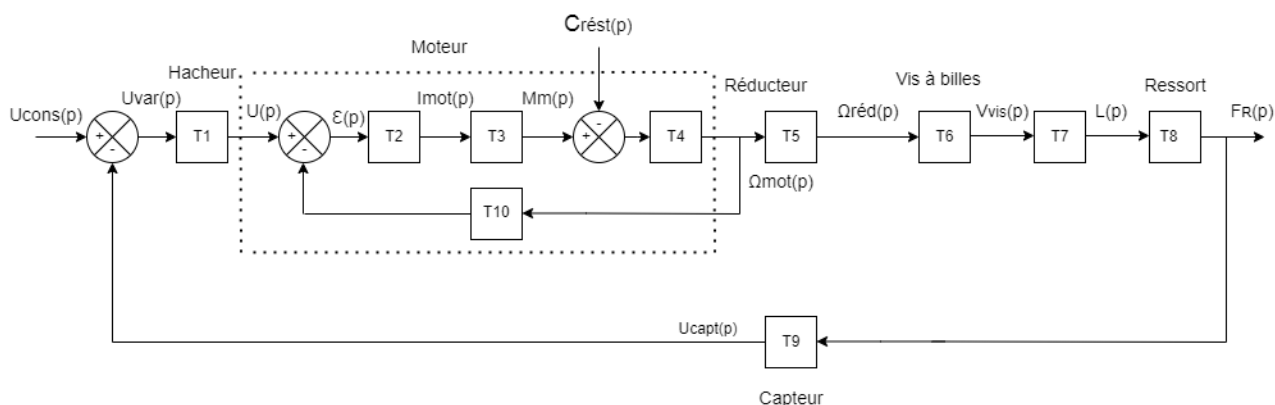 Crést(p)
Moteur
Hacheur
Réducteur
Vis à billes
Ressort
Ucons(p)
Uvar(p)
U(p)
Ɛ(p)
Imot(p)
Mm(p)
Ωréd(p)
Vvis(p)
L(p)
FR(p)
+
-
T1
+
-
T2
T3
-
+
T4
T5
T6
T7
T8
Ωmot(p)
T10
Ucapt(p)
T9
Capteur